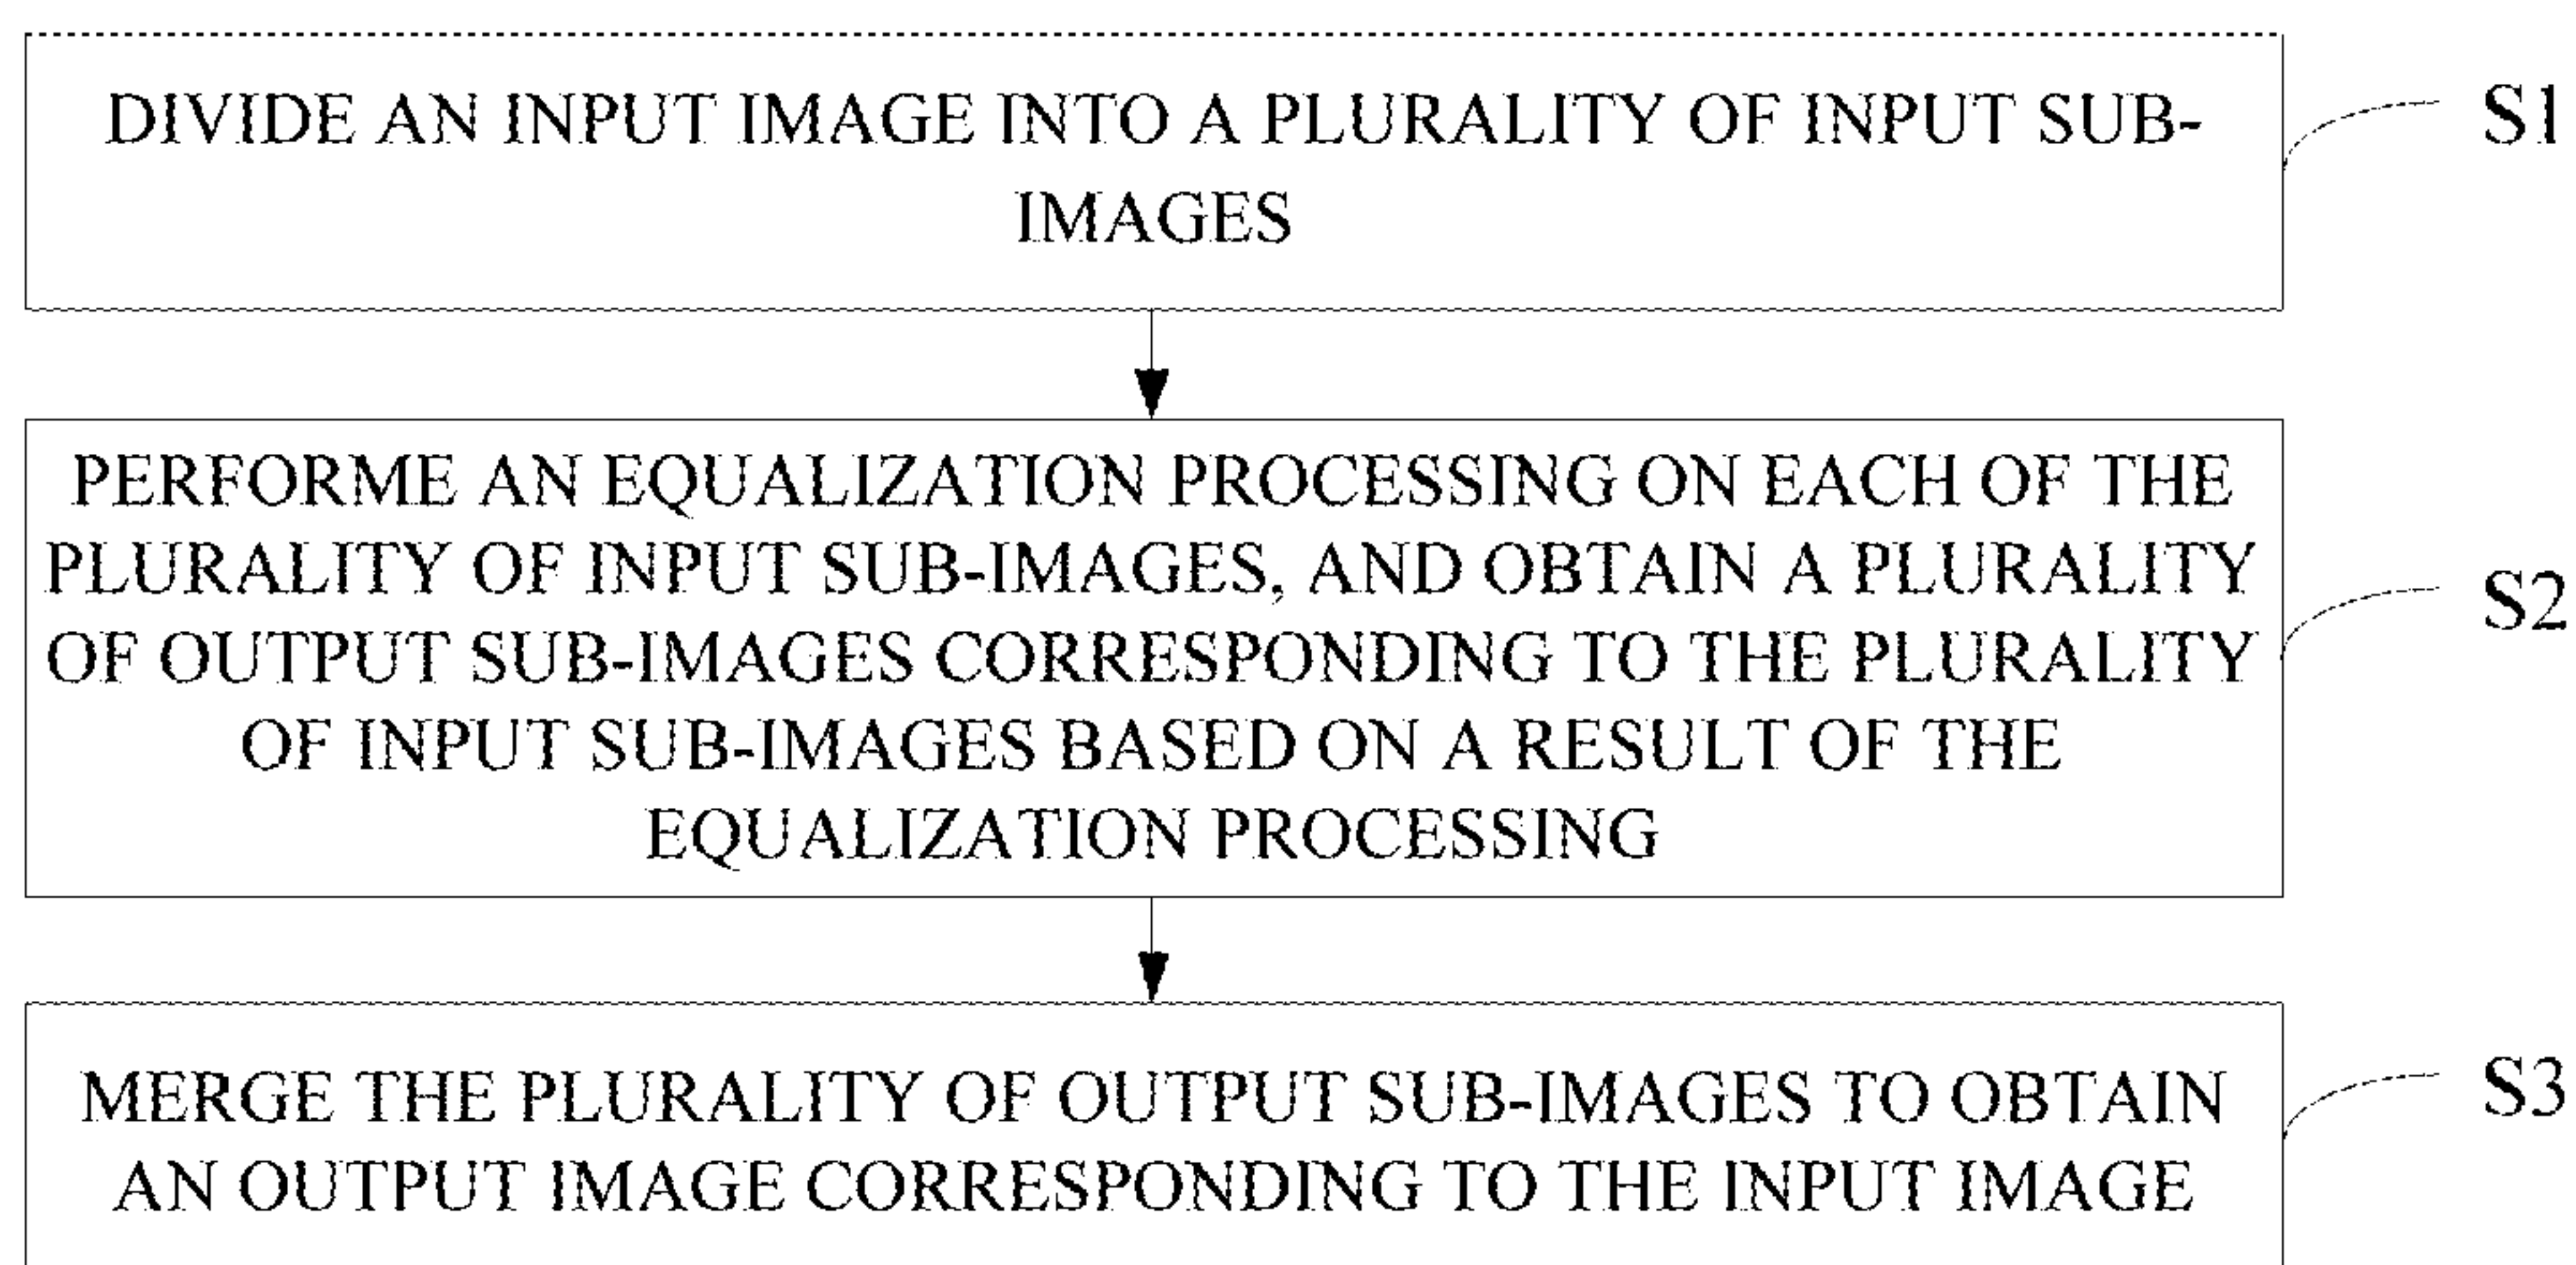 DIVIDE AN INPUT IMAGE INTO A PLURALITY OF INPUT SUB-
IMAGES
S1
PERFORME AN EQUALIZATION PROCESSING ON EACH OF THE
PLURALITY OF INPUT SUB-IMAGES, AND OBTAIN A PLURALITY
OF OUTPUT SUB-IMAGES CORRESPONDING TO THE PLURALITY
OF INPUT SUB-IMAGES BASED ON A RESULT OF THE
EQUALIZATION PROCESSING
S2
MERGE THE PLURALITY OF OUTPUT SUB-IMAGES TO OBTAIN
AN OUTPUT IMAGE CORRESPONDING TO THE INPUT IMAGE
S3